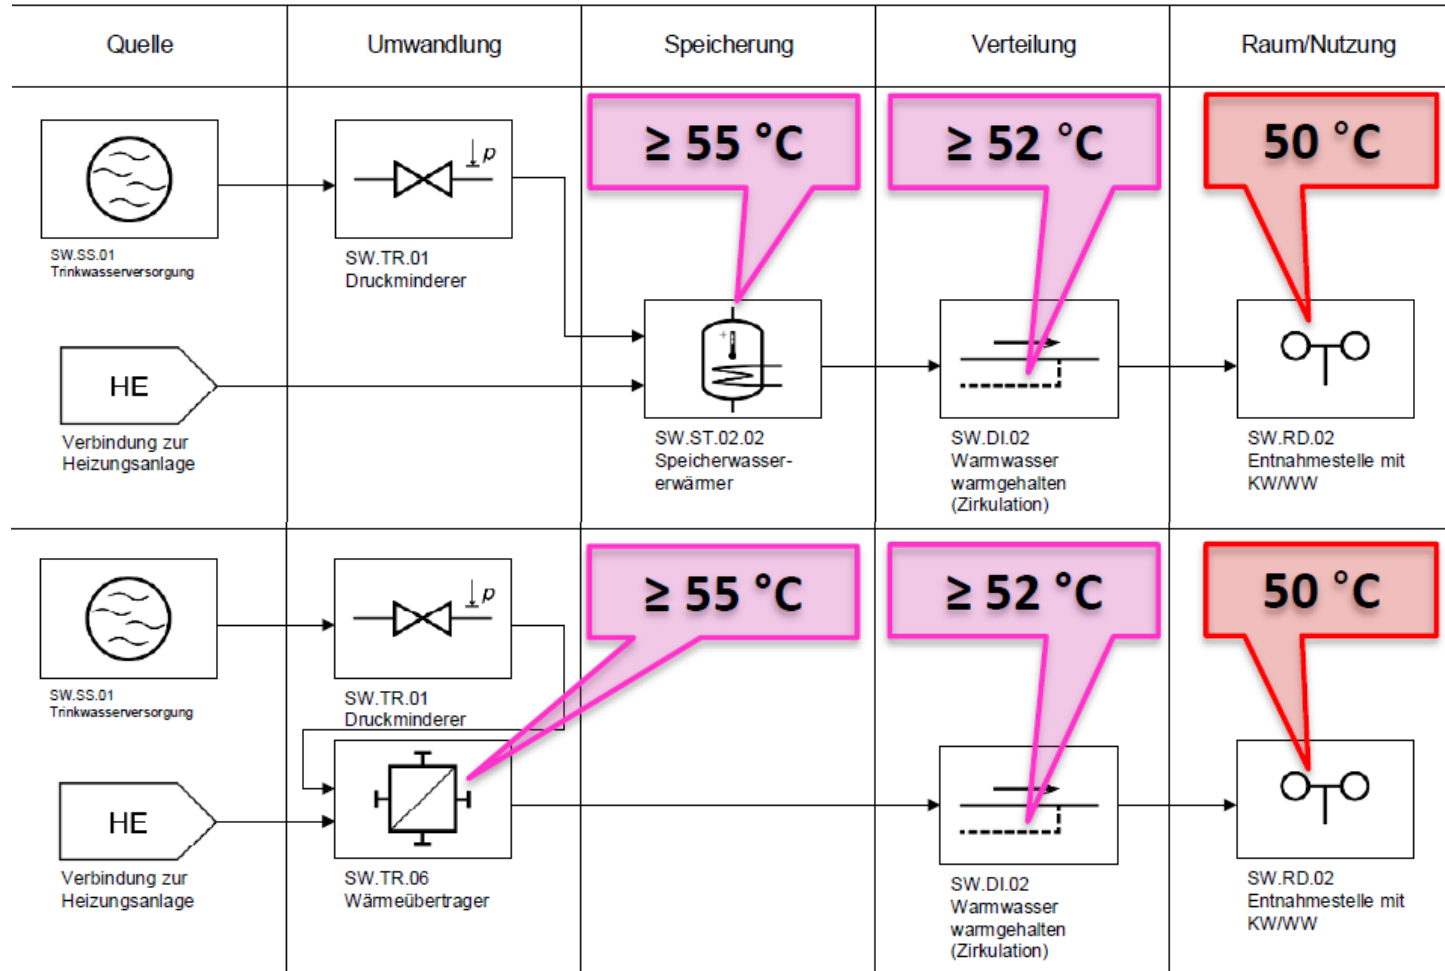 Quelle
Umwandlung
Speicherung
Verteilung
Raum/Nutzung
≥ 55 °C
≥ 52 °C
50 °C
p
SW.SS.01
Trinkwasserversorgung
SW.TR.01
Druckminderer
+
HE
Verbindung zur
Heizungsanlage
SW.ST.02.02
Speicherwasser-
erwärmer
SW.DI.02
Warmwasser
warmgehalten
(Zirkulation)
SW.RD.02
Entnahmestelle mit
KW/WW
≥ 55 °C
≥ 52 °C
50 °C
p
SW.SS.01
Trinkwasserversorgung
SW.TR.01
Druckminderer
HE
Verbindung zur
Heizungsanlage
SW.TR.06
Wärmeübertrager
SW.DI.02
Warmwasser
warmgehalten
(Zirkulation)
SW.RD.02
Entnahmestelle mit
KW/WW